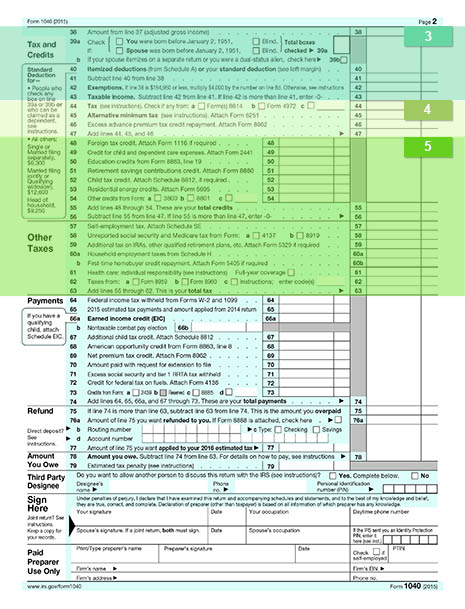 Form 1040 (2015) Page 2
3
38 Amount from line 37 (adjusted gross income) 38
Tax and Credits
39a Check if: You were born before January 2, 1951, Blind. Total boxes
Spouse was born before January 2, 1951, Blind. checked ▶ 39a
b If your spouse itemizes on a separate return or you were a dual-status alien, check here ▶ 39b
Standard Deduction for—
• People who check any box on line 39a or 39b or who can be claimed as a dependent, see instructions.
• All others:
Single or Married filing separately, $6,300
Married filing jointly or Qualifying widow(er), $12,600
Head of household, $9,250
40 Itemized deductions (from Schedule A) or your standard deduction (see left margin) 40
41 Subtract line 40 from line 38 41
42 Exemptions. If line 38 is $154,950 or less, multiply $4,000 by the number on line 6d. Otherwise, see instructions 42
43 Taxable income. Subtract line 42 from line 41. If line 42 is more than line 41, enter -0- 43
4
44 Tax (see instructions). Check if any from: a Form(s) 8814 b Form 4972 c 44
45 Alternative minimum tax (see instructions). Attach Form 6251 45
46 Excess advance premium tax credit repayment. Attach Form 8962 46
47 Add lines 44, 45, and 46 ▶ 47
5
48 Foreign tax credit. Attach Form 1116 if required 48
49 Credit for child and dependent care expenses. Attach Form 2441 49
50 Education credits from Form 8863, line 19 50
51 Retirement savings contributions credit. Attach Form 8880 51
52 Child tax credit. Attach Schedule 8812, if required 52
53 Residential energy credits. Attach Form 5695 53
54 Other credits from Form: a 3800 b 8801 c 54
55 Add lines 48 through 54. These are your total credits 55
56 Subtract line 55 from line 47. If line 55 is more than line 47, enter -0- ▶ 56
Other Taxes
57 Self-employment tax. Attach Schedule SE 57
58 Unreported social security and Medicare tax from Form: a 4137 b 8919 58
59 Additional tax on IRAs, other qualified retirement plans, etc. Attach Form 5329 if required 59
60a Household employment taxes from Schedule H 60a
b First-time homebuyer credit repayment. Attach Form 5405 if required 60b
61 Health care: individual responsibility (see instructions) Full-year coverage 61
62 Taxes from: a Form 8959 b Form 8960 c Instructions; enter code(s) 62
63 Add lines 56 through 62. This is your total tax ▶ 63
Payments
64 Federal income tax withheld from Forms W-2 and 1099 64
65 2015 estimated tax payments and amount applied from 2014 return 65
If you have a qualifying child, attach Schedule EIC.
66a Earned income credit (EIC) 66a
b Nontaxable combat pay election 66b
67 Additional child tax credit. Attach Schedule 8812 67
68 American opportunity credit from Form 8863, line 8 68
69 Net premium tax credit. Attach Form 8962 69
70 Amount paid with request for extension to file 70
71 Excess social security and tier 1 RRTA tax withheld 71
72 Credit for federal tax on fuels. Attach Form 4136 72
73 Credits from Form: a 2439 b Reserved c 8885 d 73
74 Add lines 64, 65, 66a, and 67 through 73. These are your total payments ▶ 74
Refund
75 If line 74 is more than line 63, subtract line 63 from line 74. This is the amount you overpaid 75
76a Amount of line 75 you want refunded to you. If Form 8888 is attached, check here ▶ 76a
Direct deposit? See instructions.
▶ b Routing number ▶ c Type: Checking Savings
▶ d Account number
77 Amount of line 75 you want applied to your 2016 estimated tax ▶ 77
Amount You Owe
78 Amount you owe. Subtract line 74 from line 63. For details on how to pay, see instructions ▶ 78
79 Estimated tax penalty (see instructions) 79
Third Party Designee
Do you want to allow another person to discuss this return with the IRS (see instructions)? Yes. Complete below. No
Designee's name ▶ Phone no. ▶ Personal identification number (PIN) ▶
Sign Here
Joint return? See instructions. Keep a copy for your records.
Under penalties of perjury, I declare that I have examined this return and accompanying schedules and statements, and to the best of my knowledge and belief,
they are true, correct, and complete. Declaration of preparer (other than taxpayer) is based on all information of which preparer has any knowledge.
Your signature Date Your occupation Daytime phone number
Spouse's signature. If a joint return, both must sign. Date Spouse's occupation If the IRS sent you an Identity Protection PIN, enter it here (see inst.)
Paid Preparer Use Only
Print/Type preparer's name Preparer's signature Date Check if self-employed PTIN
Firm's name ▶ Firm's EIN ▶
Firm's address ▶ Phone no.
www.irs.gov/form1040 Form 1040 (2015)